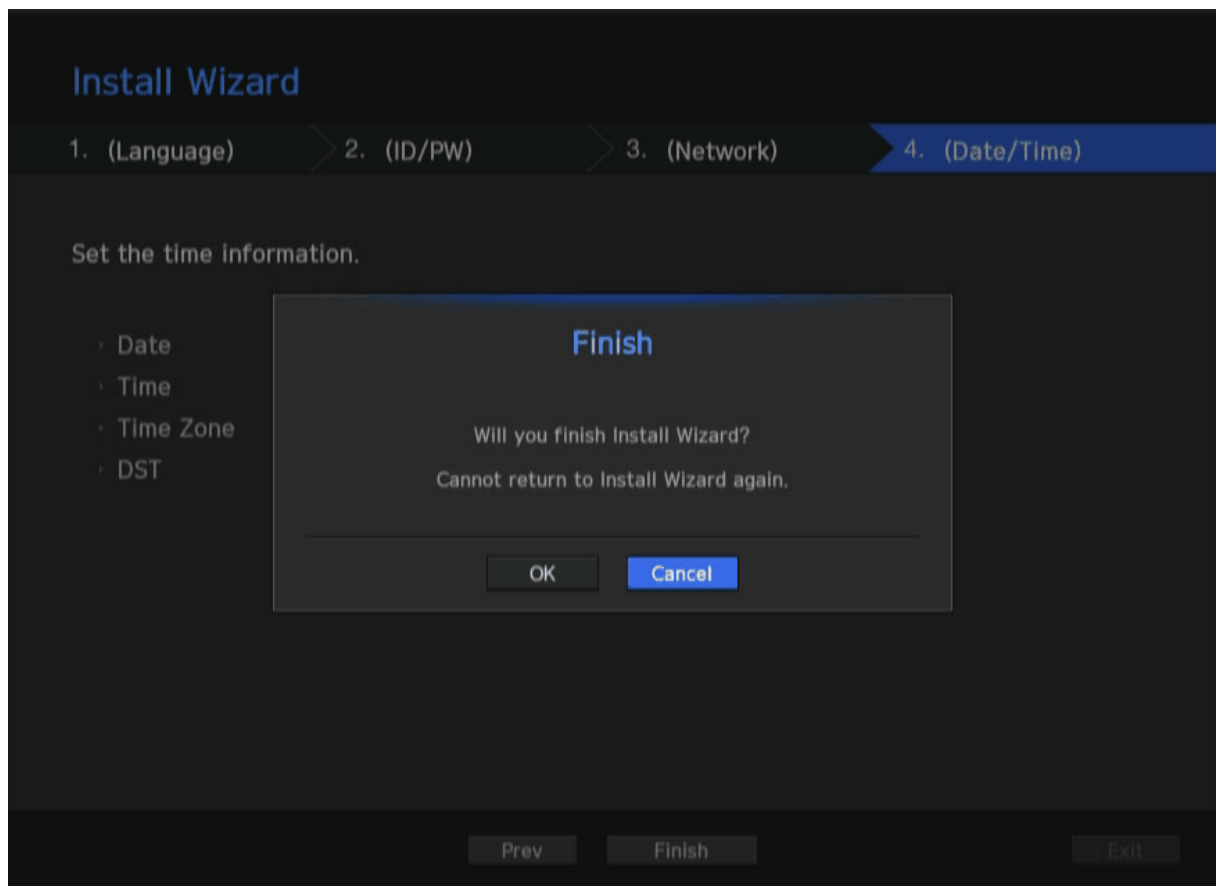 Install Wizard
1. (Language)
2. (ID/PW)
3. (Network)
4. (Date/Time)
Set the time information.
Date
Time
Time Zone
DST
Finish
Will you finish Install Wizard?
Cannot return to Install Wizard again.
OK
Cancel
Prev
Finish
Exit